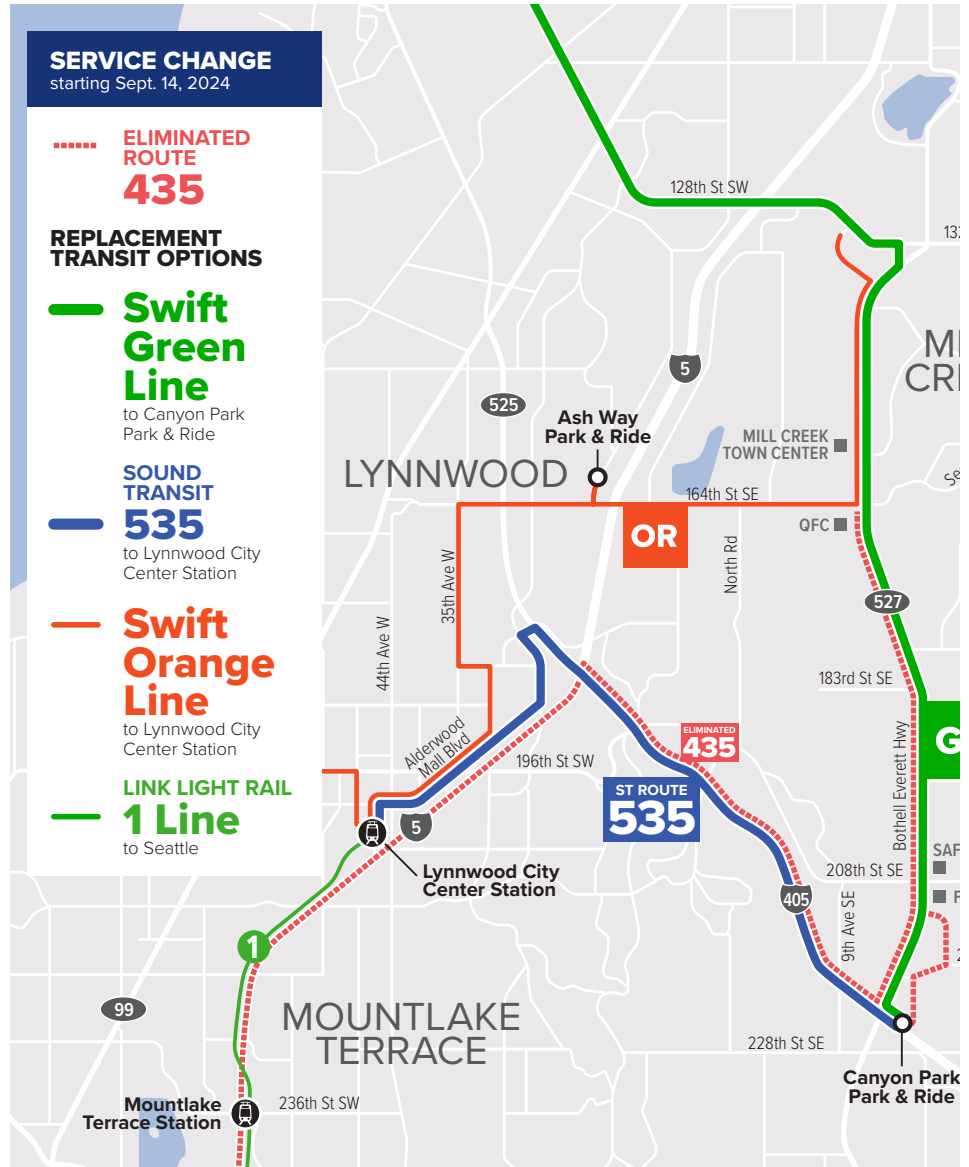 SERVICE CHANGE
starting Sept. 14, 2024
ELIMINATED
ROUTE
435
REPLACEMENT
TRANSIT OPTIONS
Swift
Green
Line
to Canyon Park
Park & Ride
SOUND
TRANSIT
535
to Lynnwood City
Center Station
Swift
Orange
Line
to Lynnwood City
Center Station
LINK LIGHT RAIL
1 Line
to Seattle
128th St SW
132
MI
CRE
5
525
Ash Way
Park & Ride
MILL CREEK
TOWN CENTER
LYNNWOOD
164th St SE
Se
QFC
OR
35th Ave W
North Rd
527
44th Ave W
183rd St SE
Alderwood
Mall Blvd
196th St SW
ELIMINATED
435
Bothell Everett Hwy
G
ST ROUTE
535
5
Lynnwood City
Center Station
208th St SE
SAF
F
405
9th Ave SE
1
2
99
MOUNTLAKE
TERRACE
228th St SE
Canyon Park
Park & Ride
Mountlake
Terrace Station
236th St SW